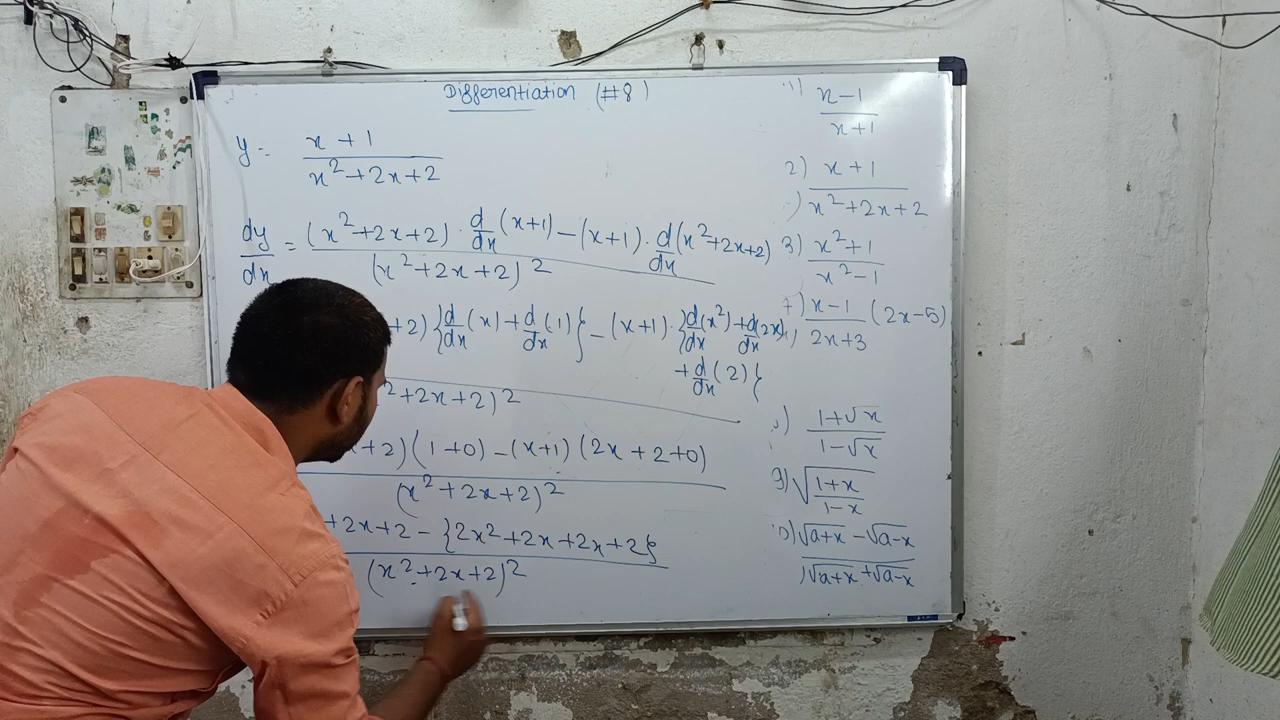 Differentiation (#8)
y = x + 1 / x² + 2x + 2
dy/dx = (x² + 2x + 2) · d/dx (x+1) − (x+1) · d/dx (x² + 2x + 2) / (x² + 2x + 2)²
+2) {d/dx (x) + d/dx (1)} − (x+1) · {d/dx (x²) + d/dx (2x)
+ d/dx (2)}
² + 2x + 2)²
x + 2) (1+0) − (x+1) (2x + 2 + 0)
(x² + 2x + 2)²
+ 2x + 2 − {2x² + 2x + 2x + 2}
(x² + 2x + 2)²
1) x − 1 / x + 1
2) x + 1 / x² + 2x + 2
3) x² + 1 / x² − 1
x − 1 / 2x + 3 (2x − 5)
1 + √x / 1 − √x
9) √(1 + x / 1 − x)
10) √a+x − √a−x / √a+x + √a−x